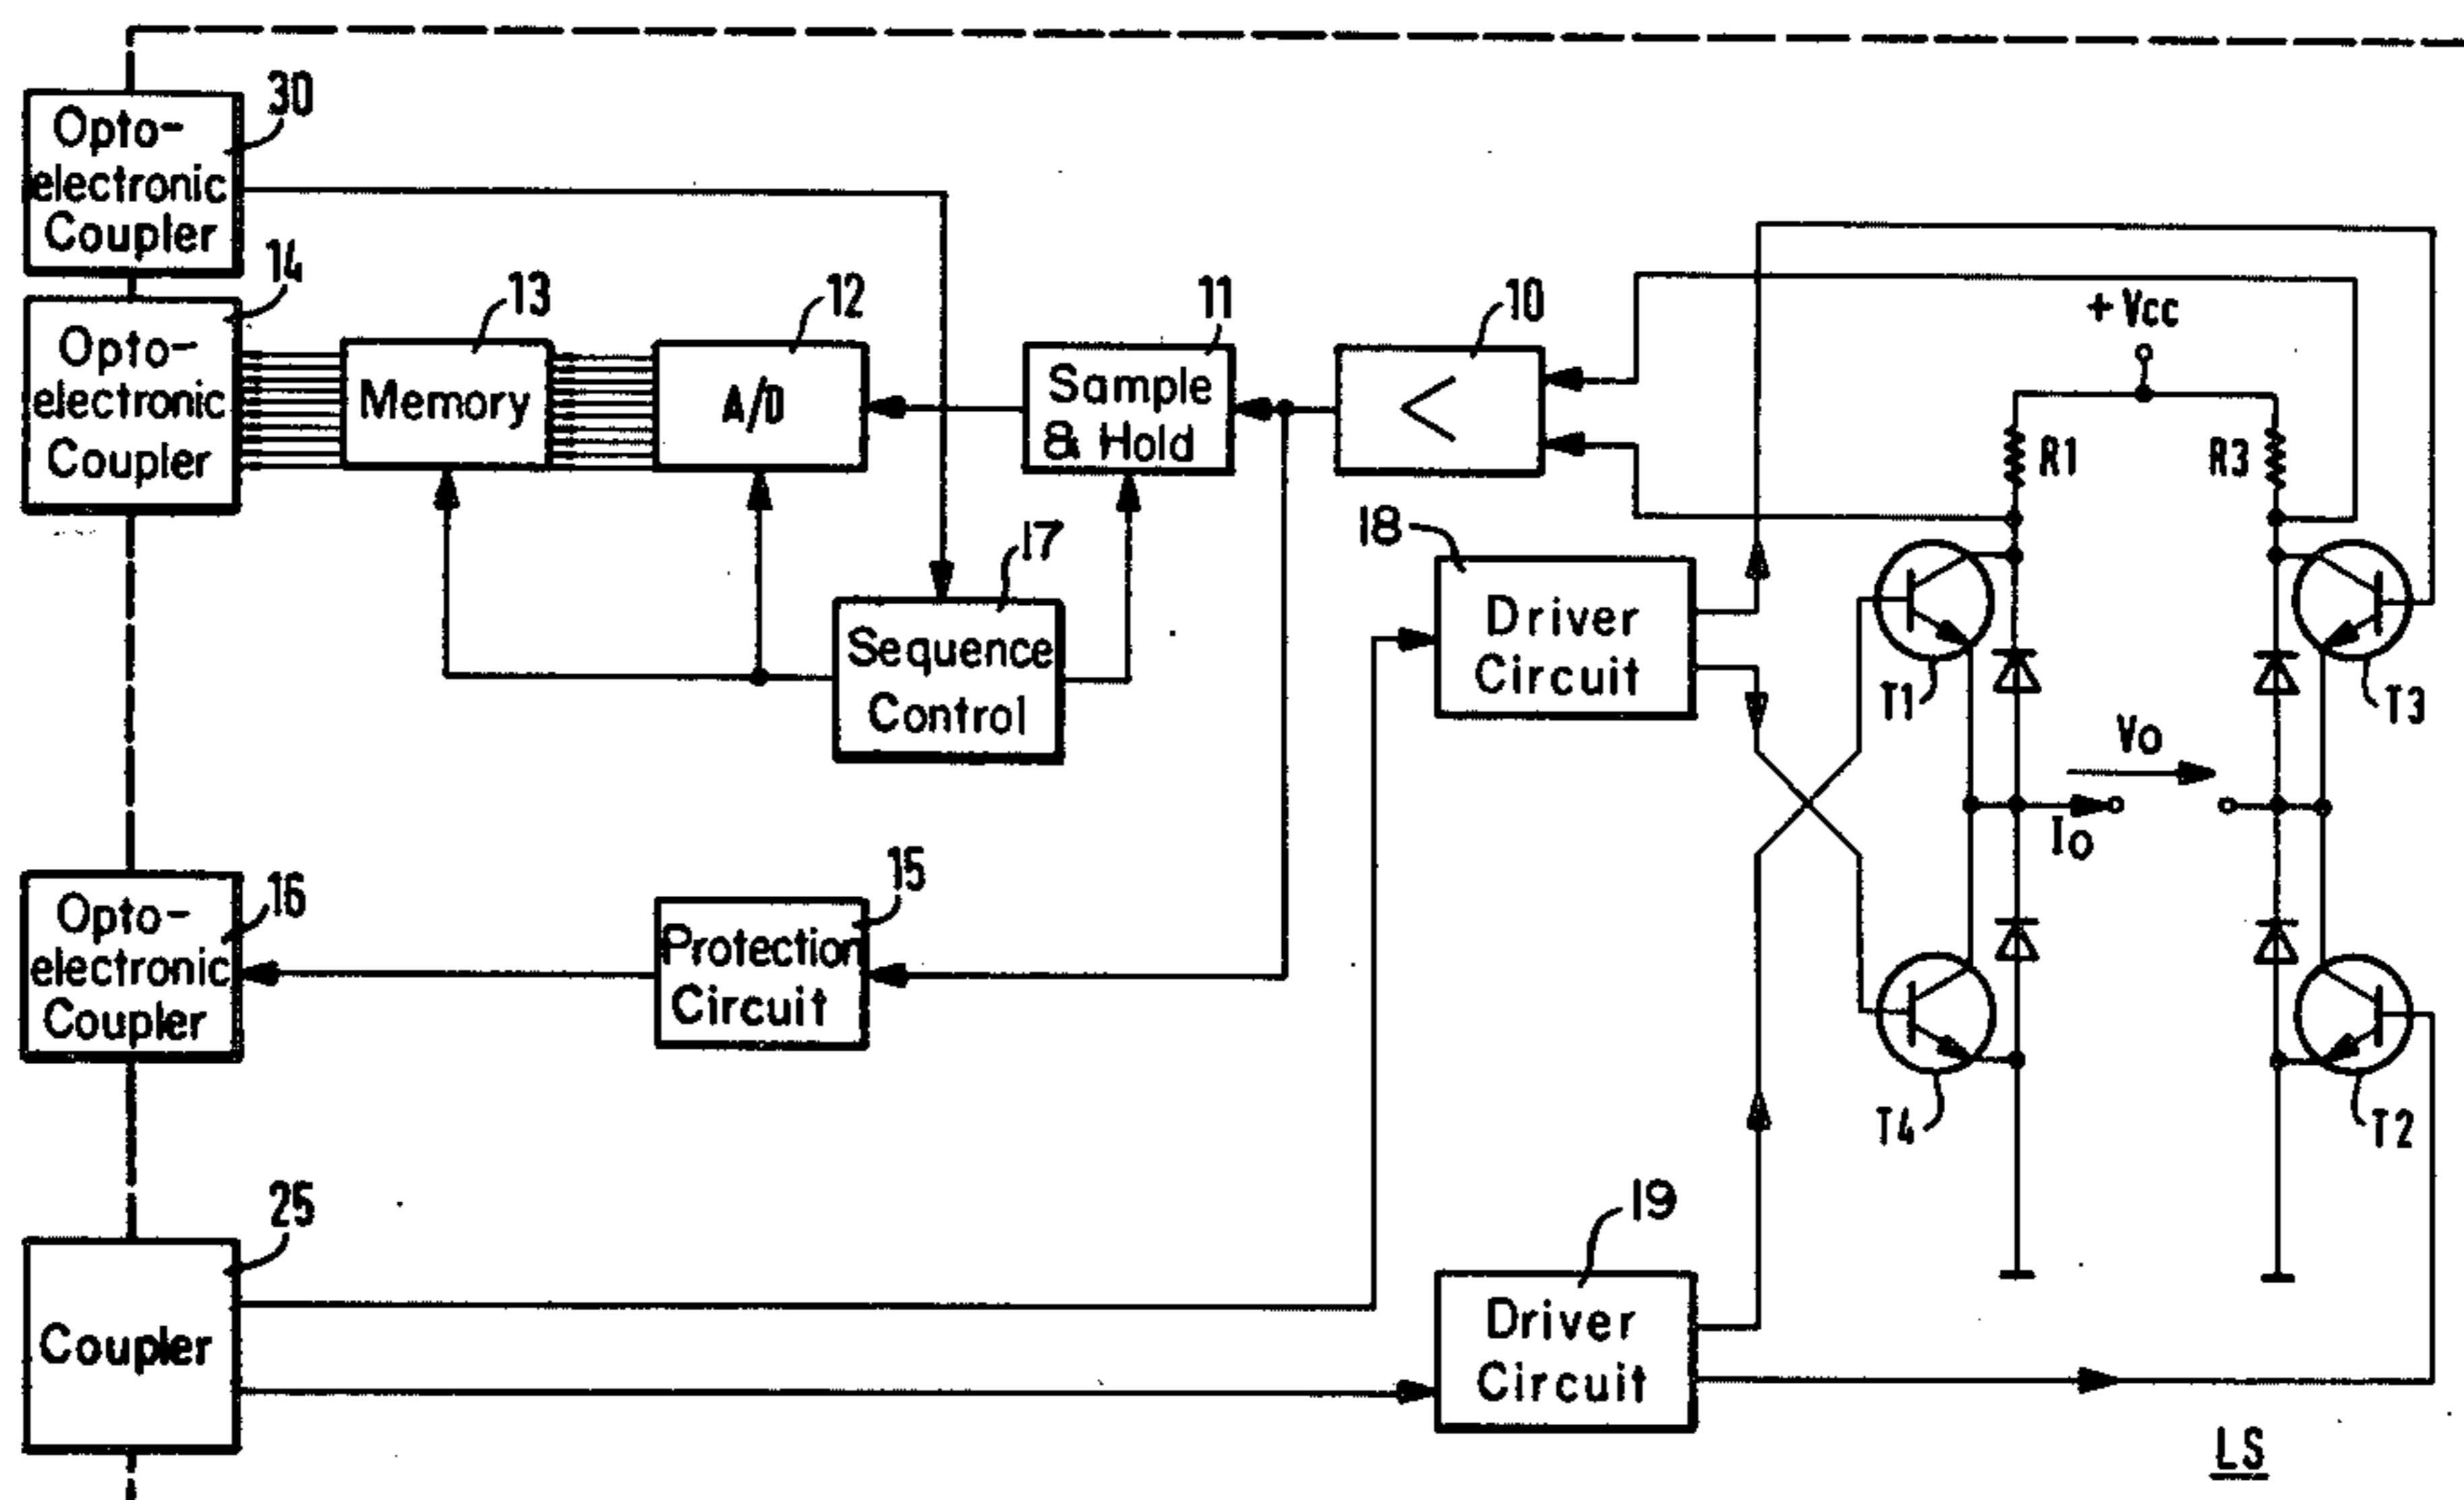 30
Opto-
electronic
Coupler
14
Opto-
electronic
Coupler
13
Memory
12
A/D
11
Sample
& Hold
10
<
+ Vcc
R1
R3
17
Sequence
Control
18
Driver
Circuit
T1
T3
Vo
Io
16
Opto-
electronic
Coupler
15
Protection
Circuit
T4
T2
25
Coupler
19
Driver
Circuit
LS